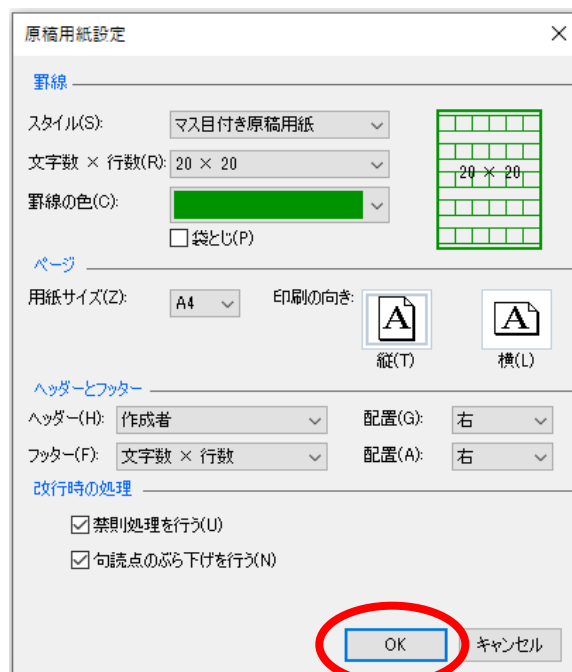 原稿用紙設定
罫線
スタイル(S): マス目付き原稿用紙
文字数 × 行数(R): 20 × 20
20 × 20
罫線の色(C):
袋とじ(P)
ページ
用紙サイズ(Z): A4 印刷の向き: A A
縦(T) 横(L)
ヘッダーとフッター
ヘッダー(H): 作成者 配置(G): 右
フッター(F): 文字数 × 行数 配置(A): 右
改行時の処理
禁則処理を行う(U)
句読点のぶら下げを行う(N)
OK キャンセル